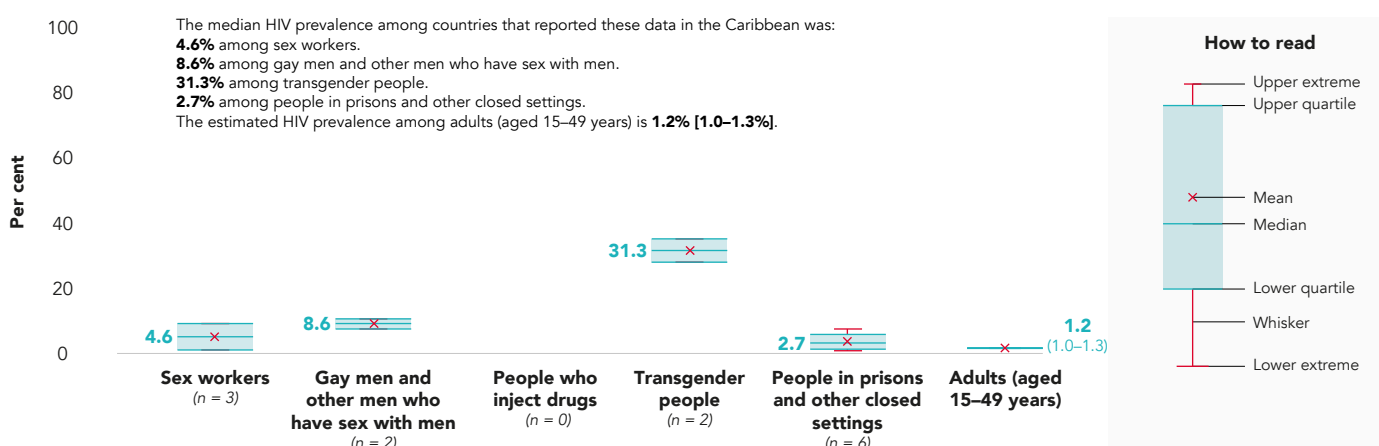 The median HIV prevalence among countries that reported these data in the Caribbean was:
4.6% among sex workers.
8.6% among gay men and other men who have sex with men.
31.3% among transgender people.
2.7% among people in prisons and other closed settings.
The estimated HIV prevalence among adults (aged 15–49 years) is 1.2% [1.0–1.3%].
Per cent
100
80
60
40
20
0
4.6
8.6
31.3
2.7
1.2
(1.0–1.3)
Sex workers
(n = 3)
Gay men and
other men who
have sex with men
(n = 2)
People who
inject drugs
(n = 0)
Transgender
people
(n = 2)
People in prisons
and other closed
settings
(n = 6)
Adults (aged
15–49 years)
How to read
Upper extreme
Upper quartile
Mean
Median
Lower quartile
Whisker
Lower extreme